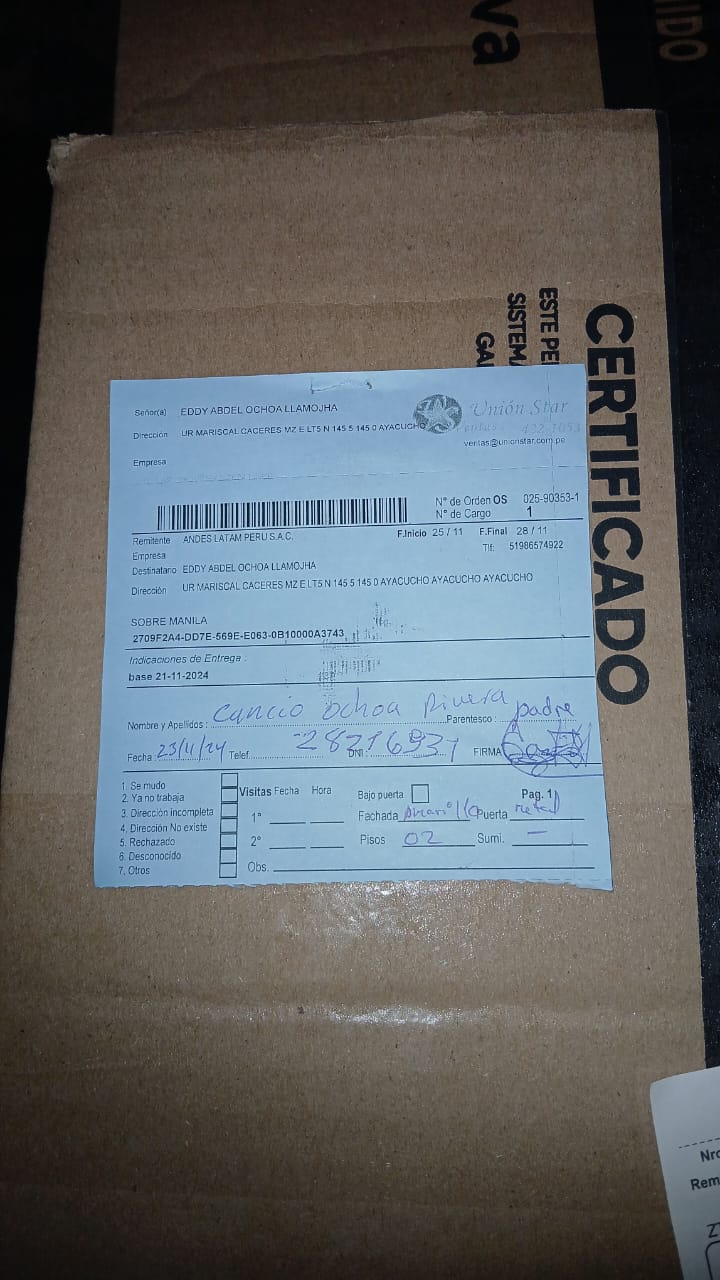 va
IDO
CERTIFICADO
ESTE PE
SISTEMA
GA
Señor(a) EDDY ABDEL OCHOA LLAMOJHA
Unión Star
Dirección UR MARISCAL CACERES MZ E LT5 N 145 5 145 0 AYACUCHO
ventas@unionstar.com.pe
Empresa
N° de Orden OS 025-90353-1
N° de Cargo 1
Remitente ANDES LATAM PERU S.A.C. F.Inicio 25 / 11 F.Final 28 / 11
Empresa Tlf: 51986574922
Destinatario EDDY ABDEL OCHOA LLAMOJHA
Dirección UR MARISCAL CACERES MZ E LT5 N 145 5 145 0 AYACUCHO AYACUCHO AYACUCHO
SOBRE MANILA
2709F2A4-DD7E-569E-E063-0B10000A3743
Indicaciones de Entrega :
base 21-11-2024
Nombre y Apellidos : Cancio Ochoa Rivera Parentesco : padre
Fecha : 23/11/24 Telef. DNI FIRMA
1. Se mudo Visitas Fecha Hora Bajo puerta Pag. 1
2. Ya no trabaja
3. Dirección incompleta 1° Fachada Amarillo Puerta metal
4. Dirección No existe
5. Rechazado 2° Pisos 02 Sumi. —
6. Desconocido
7. Otros Obs.
Nro
Rem